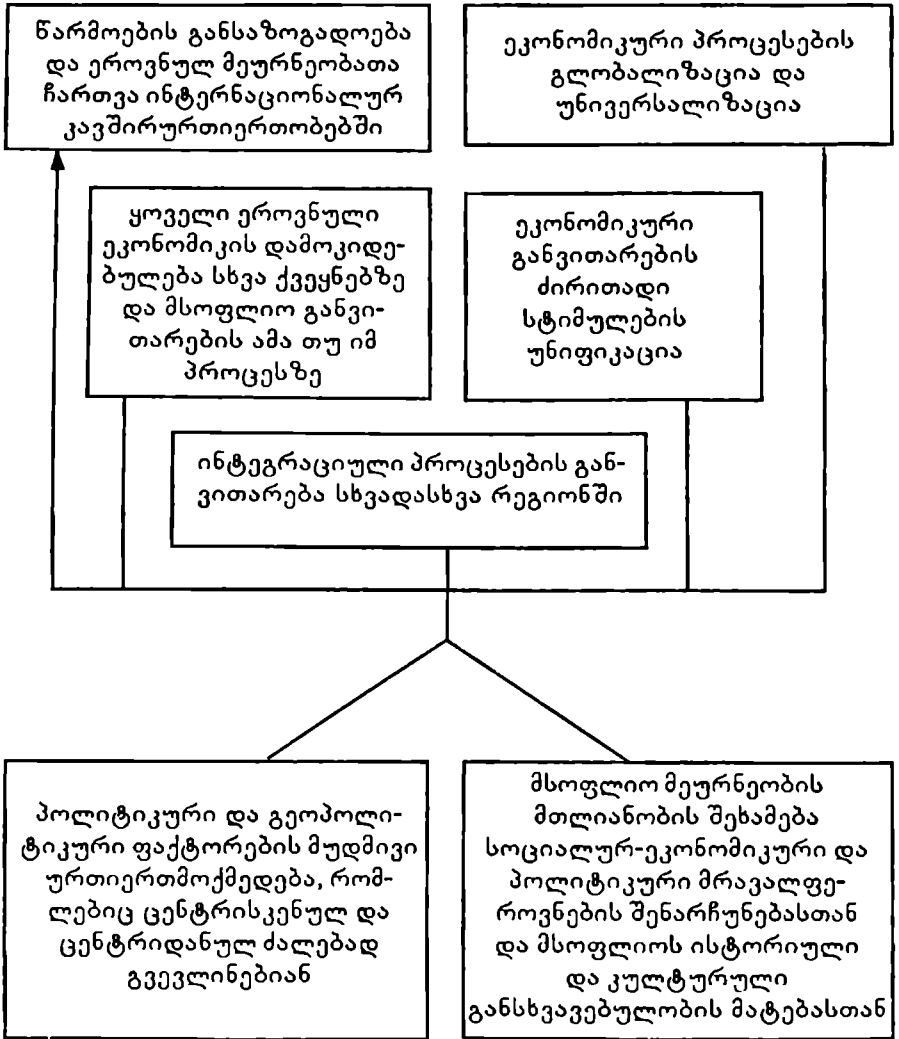 წარმოების განსაზოგადოება
და ეროვნულ მეურნეობათა
ჩართვა ინტერნაციონალურ
კავშირურთიერთობებში
ეკონომიკური პროცესების
გლობალიზაცია და
უნივერსალიზაცია
ყოველი ეროვნული
ეკონომიკის დამოკიდე-
ბულება სხვა ქვეყნებზე
და მსოფლიო განვი-
თარების ამა თუ იმ
პროცესზე
ეკონომიკური
განვითარების
ძირითადი
სტიმულების
უნიფიკაცია
ინტეგრაციული პროცესების გან-
ვითარება სხვადასხვა რეგიონში
პოლიტიკური და გეოპოლი-
ტიკური ფაქტორების მუდმივი
ურთიერთმოქმედება, რომ-
ლებიც ცენტრისკენულ და
ცენტრიდანულ ძალებად
გვევლინებიან
მსოფლიო მეურნეობის
მთლიანობის შეხამება
სოციალურ-ეკონომიკური და
პოლიტიკური მრავალფე-
როვნების შენარჩუნებასთან
და მსოფლიოს ისტორიული
და კულტურული
განსხვავებულობის მატებასთან